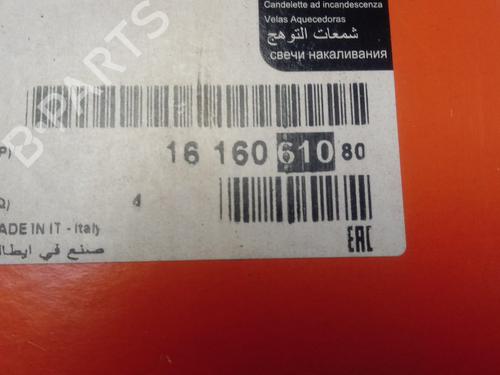 Candelette ad incandescenza
Velas Aquecedoras
شمعات التوهج
свечи накаливания
P) 16 160 610 80
Q) 4
ADE IN IT - Italy
صنع في ايطال
EAC
B-PARTS